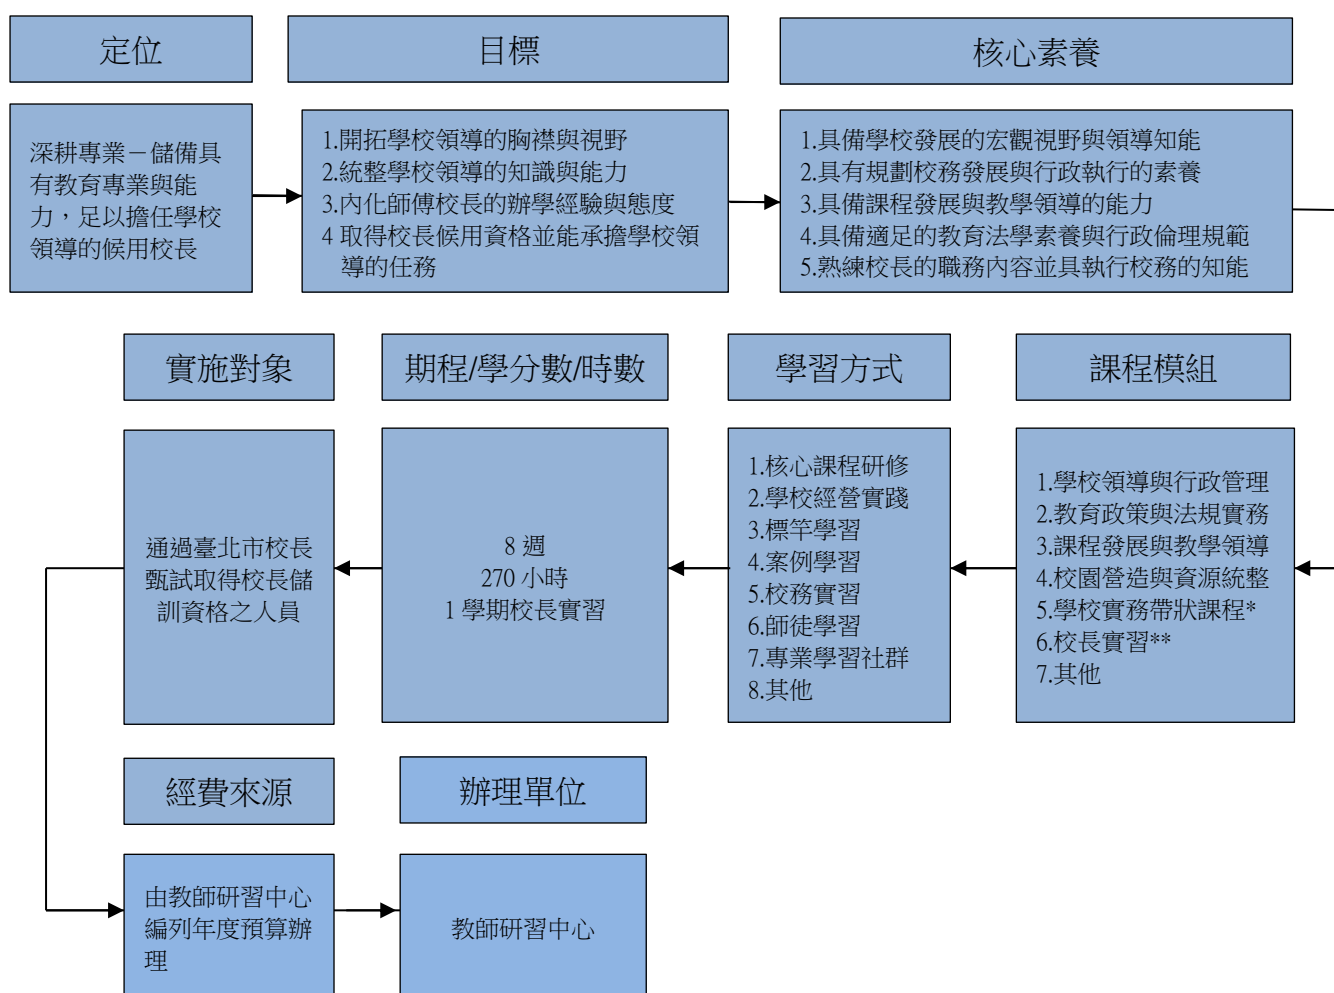 定位
深耕專業－儲備具
有教育專業與能
力，足以擔任學校
領導的候用校長
目標
1.開拓學校領導的胸襟與視野
2.統整學校領導的知識與能力
3.內化師傅校長的辦學經驗與態度
4 取得校長候用資格並能承擔學校領
導的任務
核心素養
1.具備學校發展的宏觀視野與領導知能
2.具有規劃校務發展與行政執行的素養
3.具備課程發展與教學領導的能力
4.具備適足的教育法學素養與行政倫理規範
5.熟練校長的職務內容並具執行校務的知能
課程模組
1.學校領導與行政管理
2.教育政策與法規實務
3.課程發展與教學領導
4.校園營造與資源統整
5.學校實務帶狀課程*
6.校長實習**
7.其他
學習方式
1.核心課程研修
2.學校經營實踐
3.標竿學習
4.案例學習
5.校務實習
6.師徒學習
7.專業學習社群
8.其他
期程/學分數/時數
8 週
270 小時
1 學期校長實習
實施對象
通過臺北市校長
甄試取得校長儲
訓資格之人員
經費來源
由教師研習中心
編列年度預算辦
理
辦理單位
教師研習中心